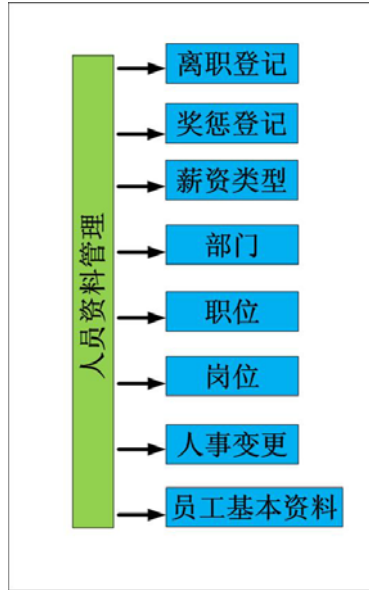 人员资料管理
离职登记
奖惩登记
薪资类型
部门
职位
岗位
人事变更
员工基本资料